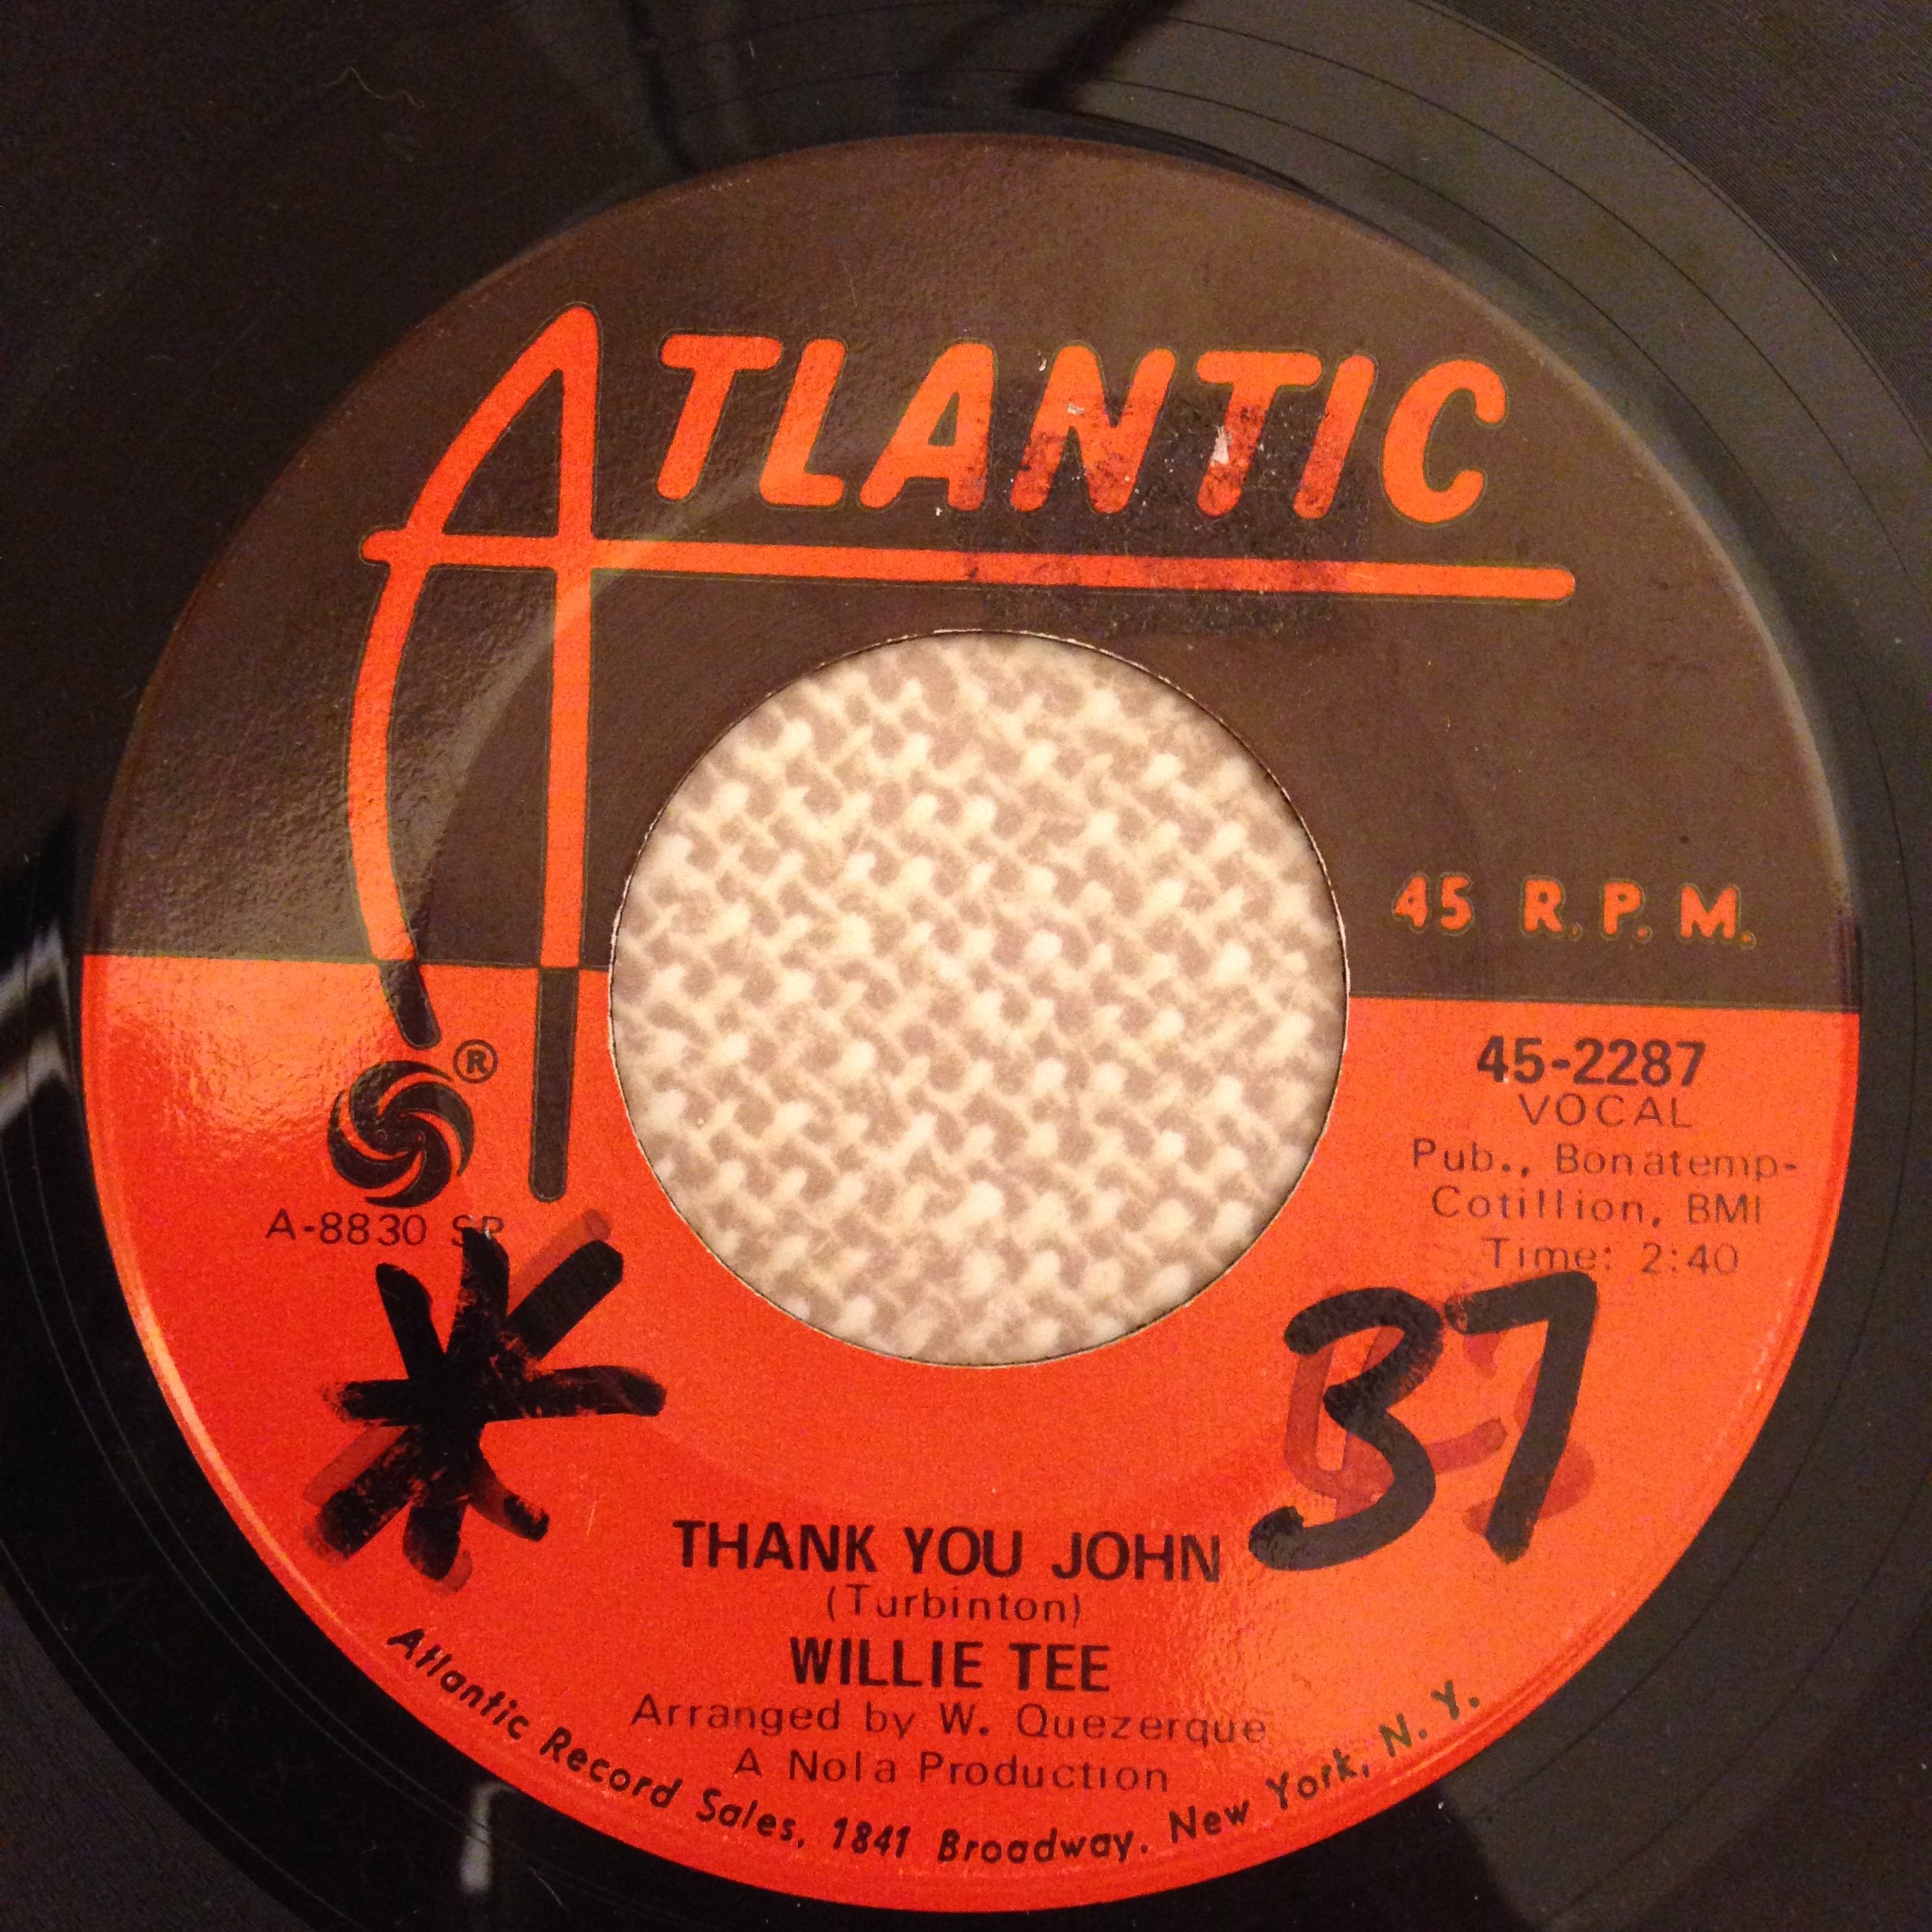 ATLANTIC
45 R.P.M.
45-2287
VOCAL
Pub., Bonatemp-
Cotillion, BMI
Time: 2:40
®
A-8830 SP
37
THANK YOU JOHN
(Turbinton)
WILLIE TEE
Arranged by W. Quezerque
A Nola Production
Atlantic Record Sales, 1841 Broadway, New York, N. Y.